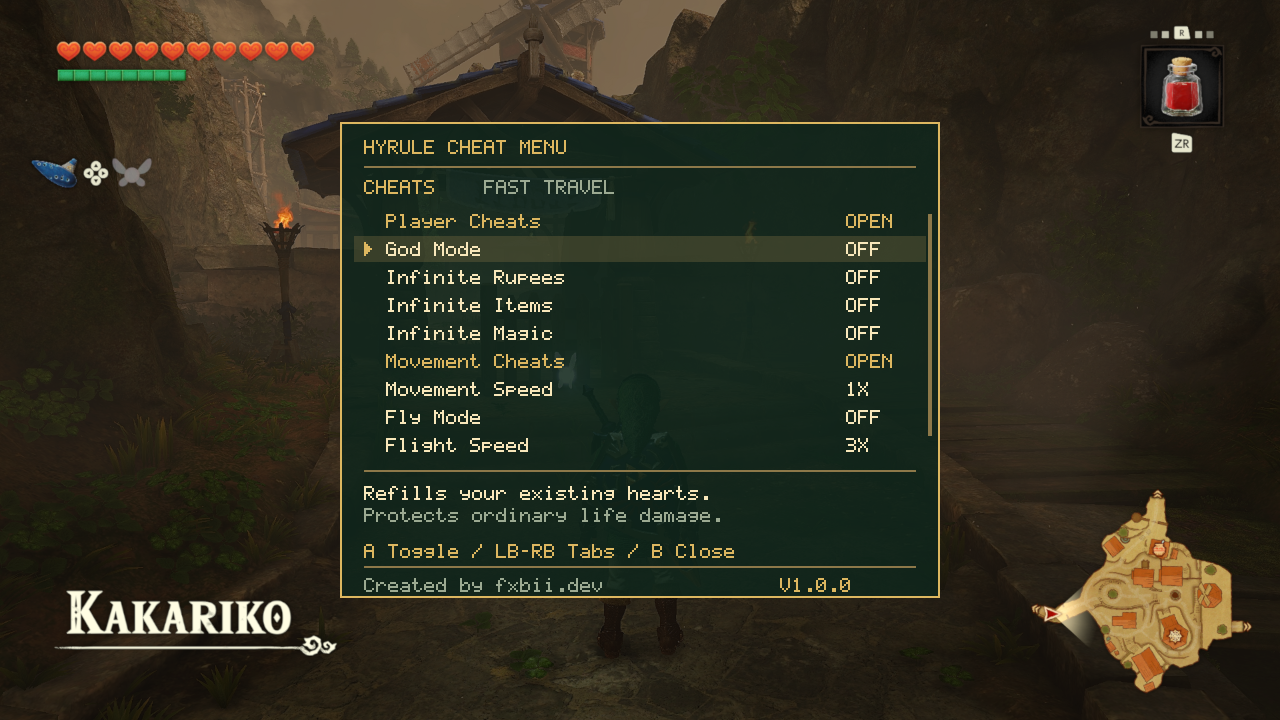 R
ZR
HYRULE CHEAT MENU
CHEATS FAST TRAVEL
Player Cheats OPEN
God Mode OFF
Infinite Rupees OFF
Infinite Items OFF
Infinite Magic OFF
Movement Cheats OPEN
Movement Speed 1X
Fly Mode OFF
Flight Speed 3X
Refills your existing hearts.
Protects ordinary life damage.
A Toggle / LB-RB Tabs / B Close
Created by fxbii.dev V1.0.0
KAKARIKO